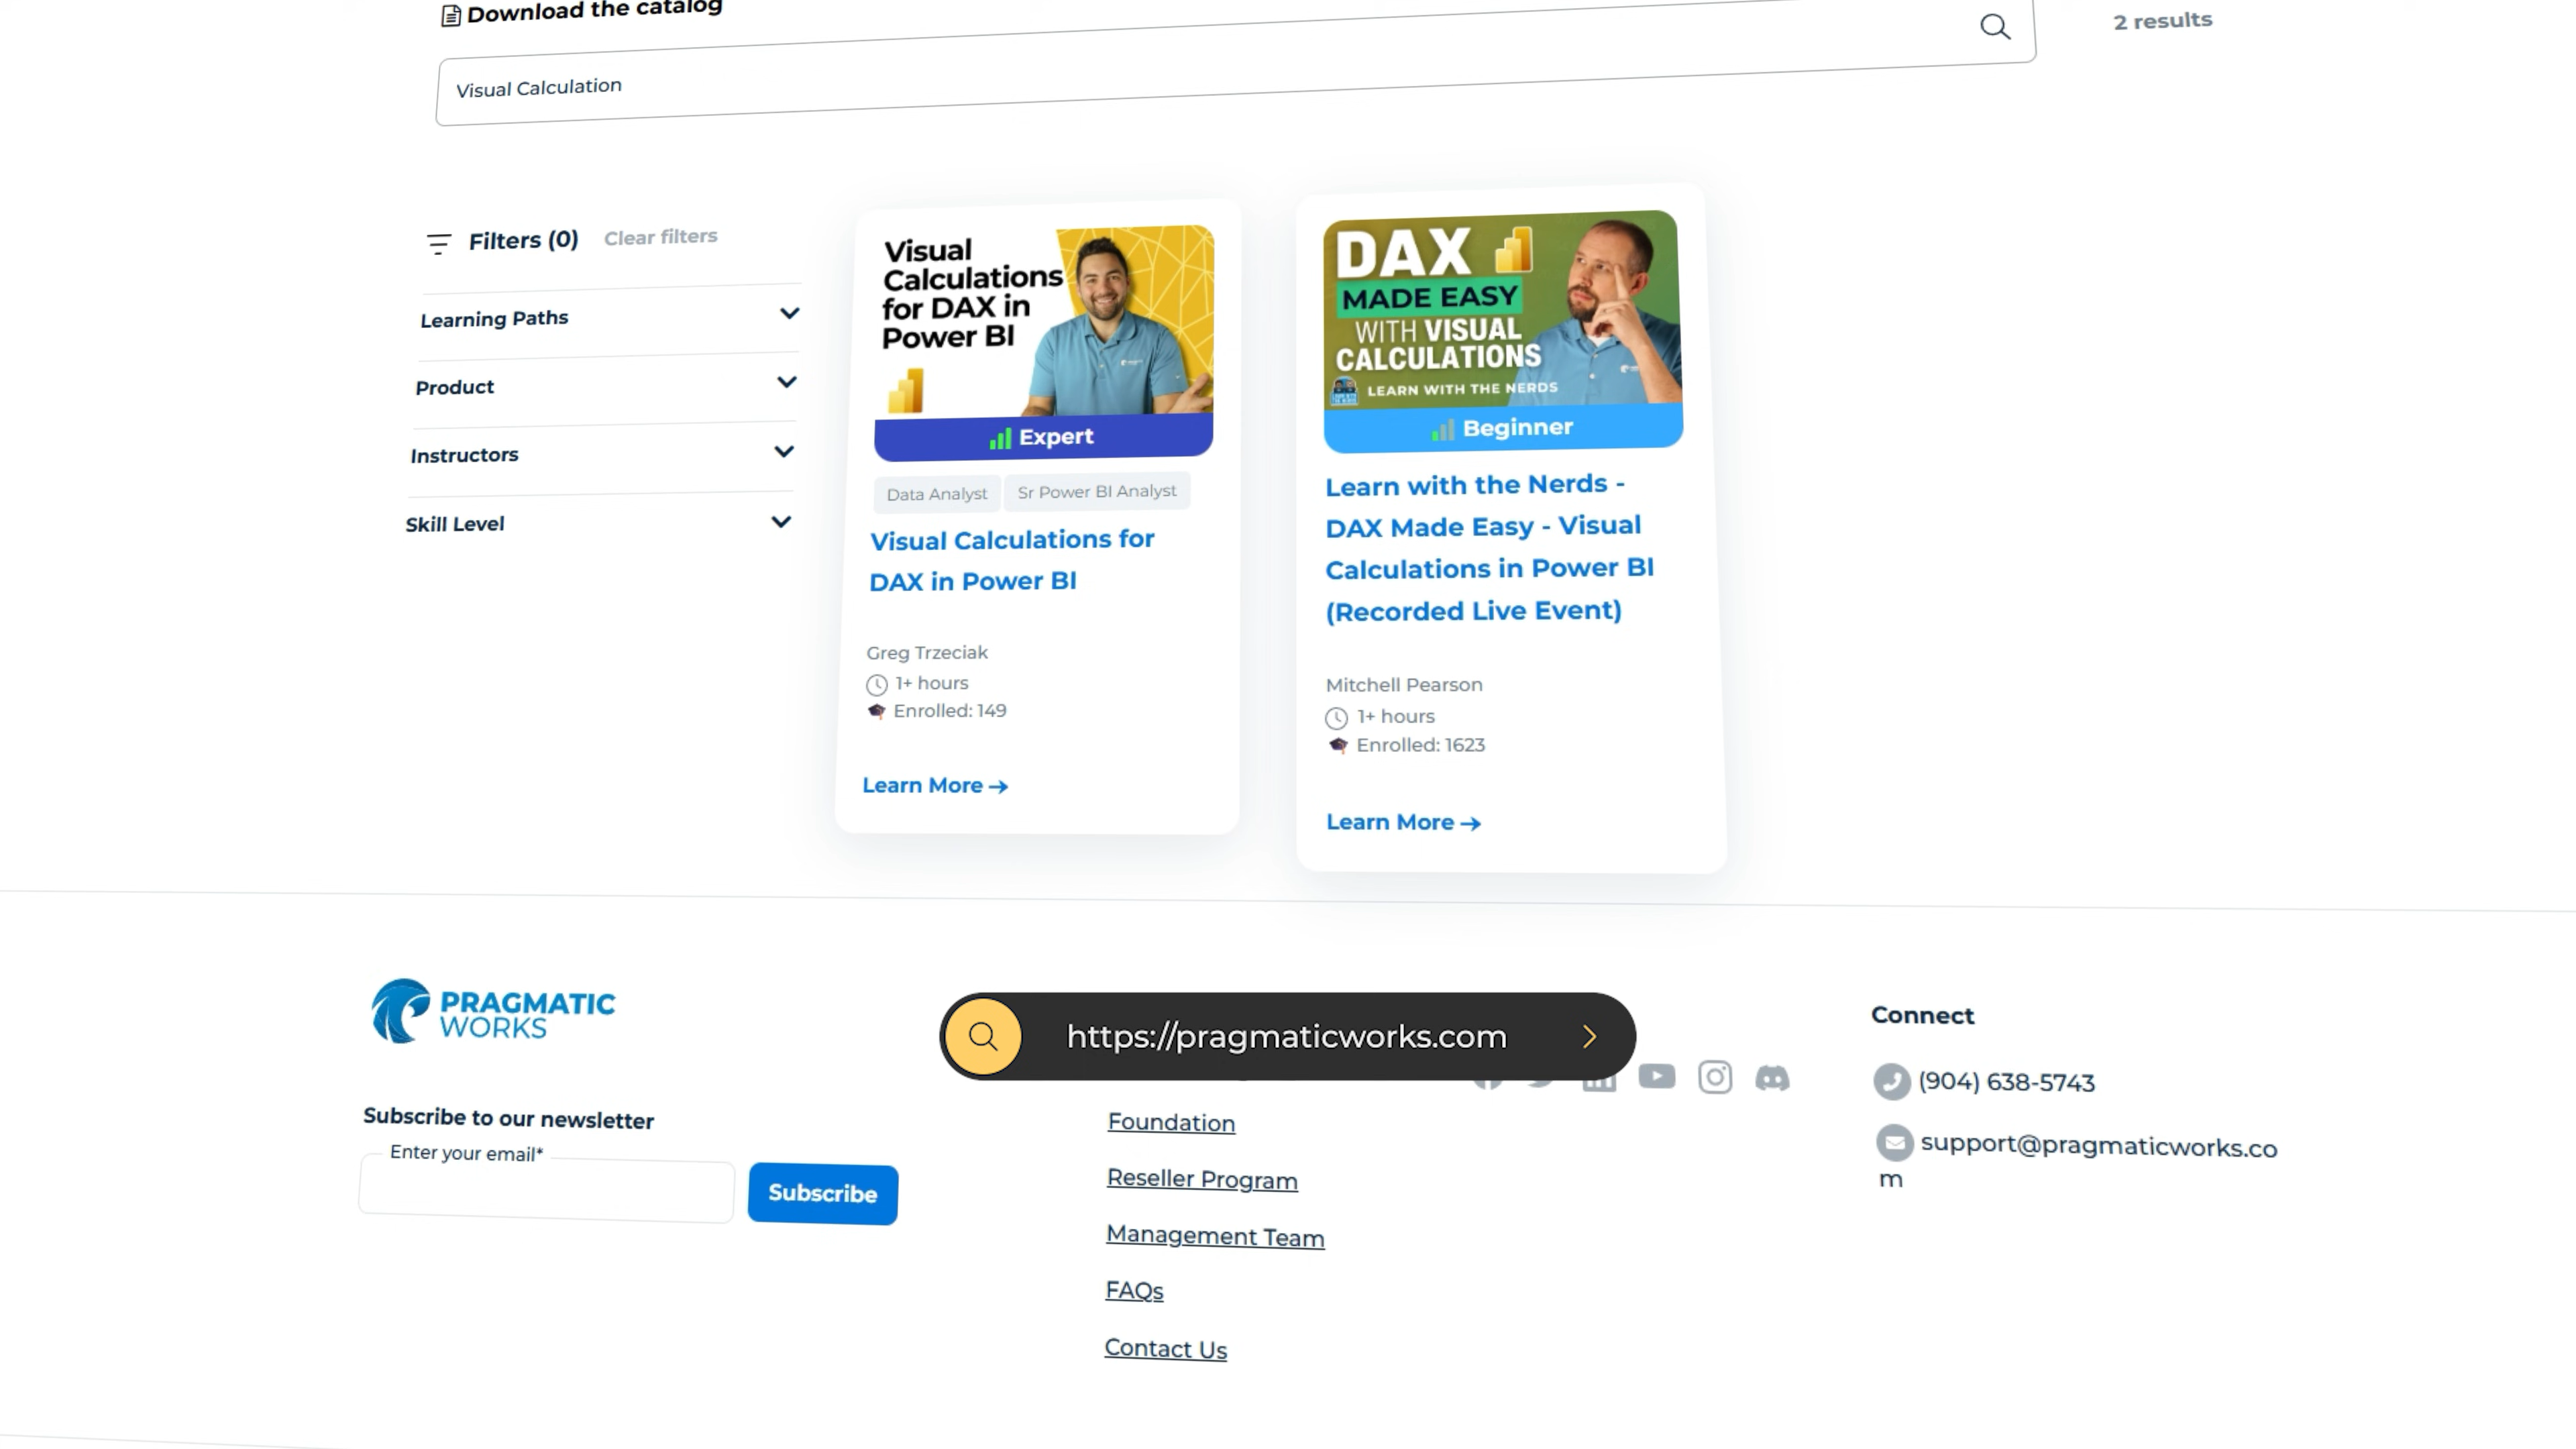 Download the catalog
2 results
Visual Calculation
Filters (0) Clear filters
Learning Paths
Product
Instructors
Skill Level
Visual
Calculations
for DAX in
Power BI
Expert
Data Analyst Sr Power BI Analyst
Visual Calculations for
DAX in Power BI
Greg Trzeciak
1+ hours
Enrolled: 149
Learn More
DAX
MADE EASY
WITH VISUAL
CALCULATIONS
LEARN WITH THE NERDS
Beginner
Learn with the Nerds -
DAX Made Easy - Visual
Calculations in Power BI
(Recorded Live Event)
Mitchell Pearson
1+ hours
Enrolled: 1623
Learn More
PRAGMATIC
WORKS
Subscribe to our newsletter
Enter your email*
Subscribe
https://pragmaticworks.com
Foundation
Reseller Program
Management Team
FAQs
Contact Us
Connect
(904) 638-5743
support@pragmaticworks.co
m